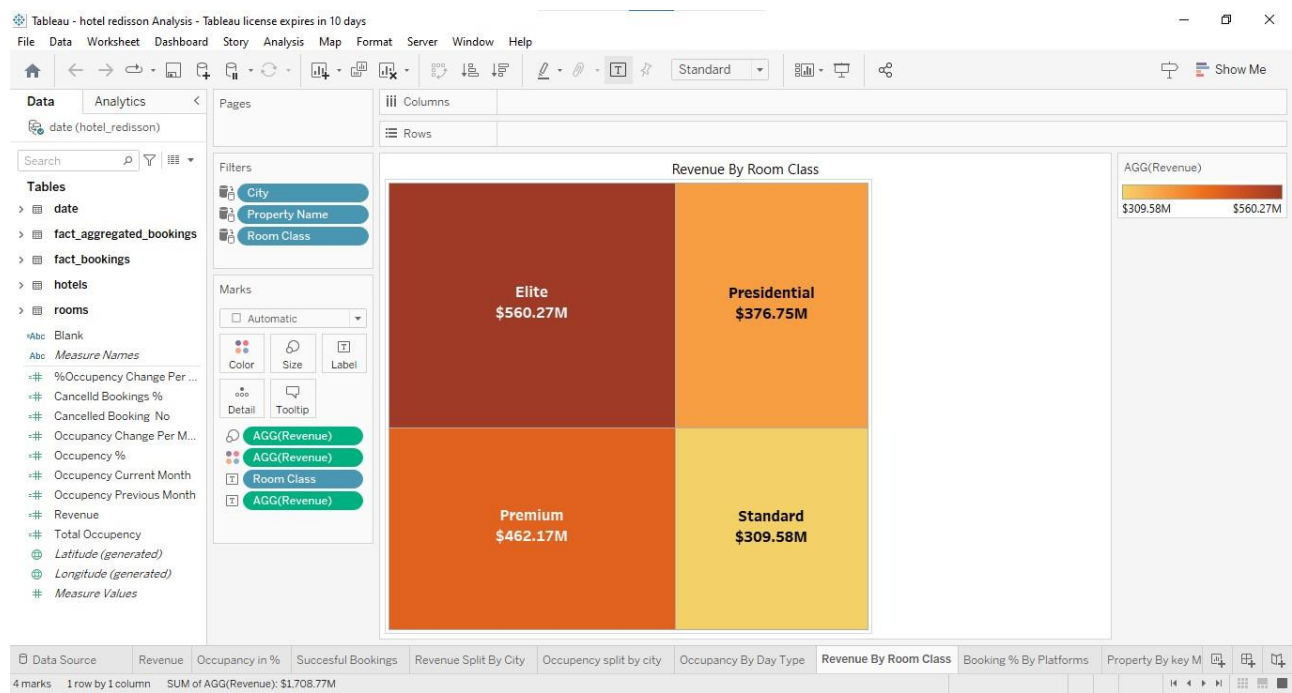 Tableau - hotel redisson Analysis - Tableau license expires in 10 days
File Data Worksheet Dashboard Story Analysis Map Format Server Window Help
Standard
Show Me
Data Analytics
date (hotel_redisson)
Search
Tables
date
fact_aggregated_bookings
fact_bookings
hotels
rooms
Abc Blank
Abc Measure Names
%Occupency Change Per ...
Cancelld Bookings %
Cancelled Booking No
Occupancy Change Per M...
Occupency %
Occupency Current Month
Occupency Previous Month
Revenue
Total Occupency
Latitude (generated)
Longitude (generated)
Measure Values
Pages
Filters
City
Property Name
Room Class
Marks
Automatic
Color Size Label
Detail Tooltip
AGG(Revenue)
AGG(Revenue)
Room Class
AGG(Revenue)
Columns
Rows
Revenue By Room Class
Elite
$560.27M
Presidential
$376.75M
Premium
$462.17M
Standard
$309.58M
AGG(Revenue)
$309.58M $560.27M
Data Source Revenue Occupancy in % Succesful Bookings Revenue Split By City Occupency split by city Occupancy By Day Type Revenue By Room Class Booking % By Platforms Property By key M
4 marks 1 row by 1 column SUM of AGG(Revenue): $1,708.77M